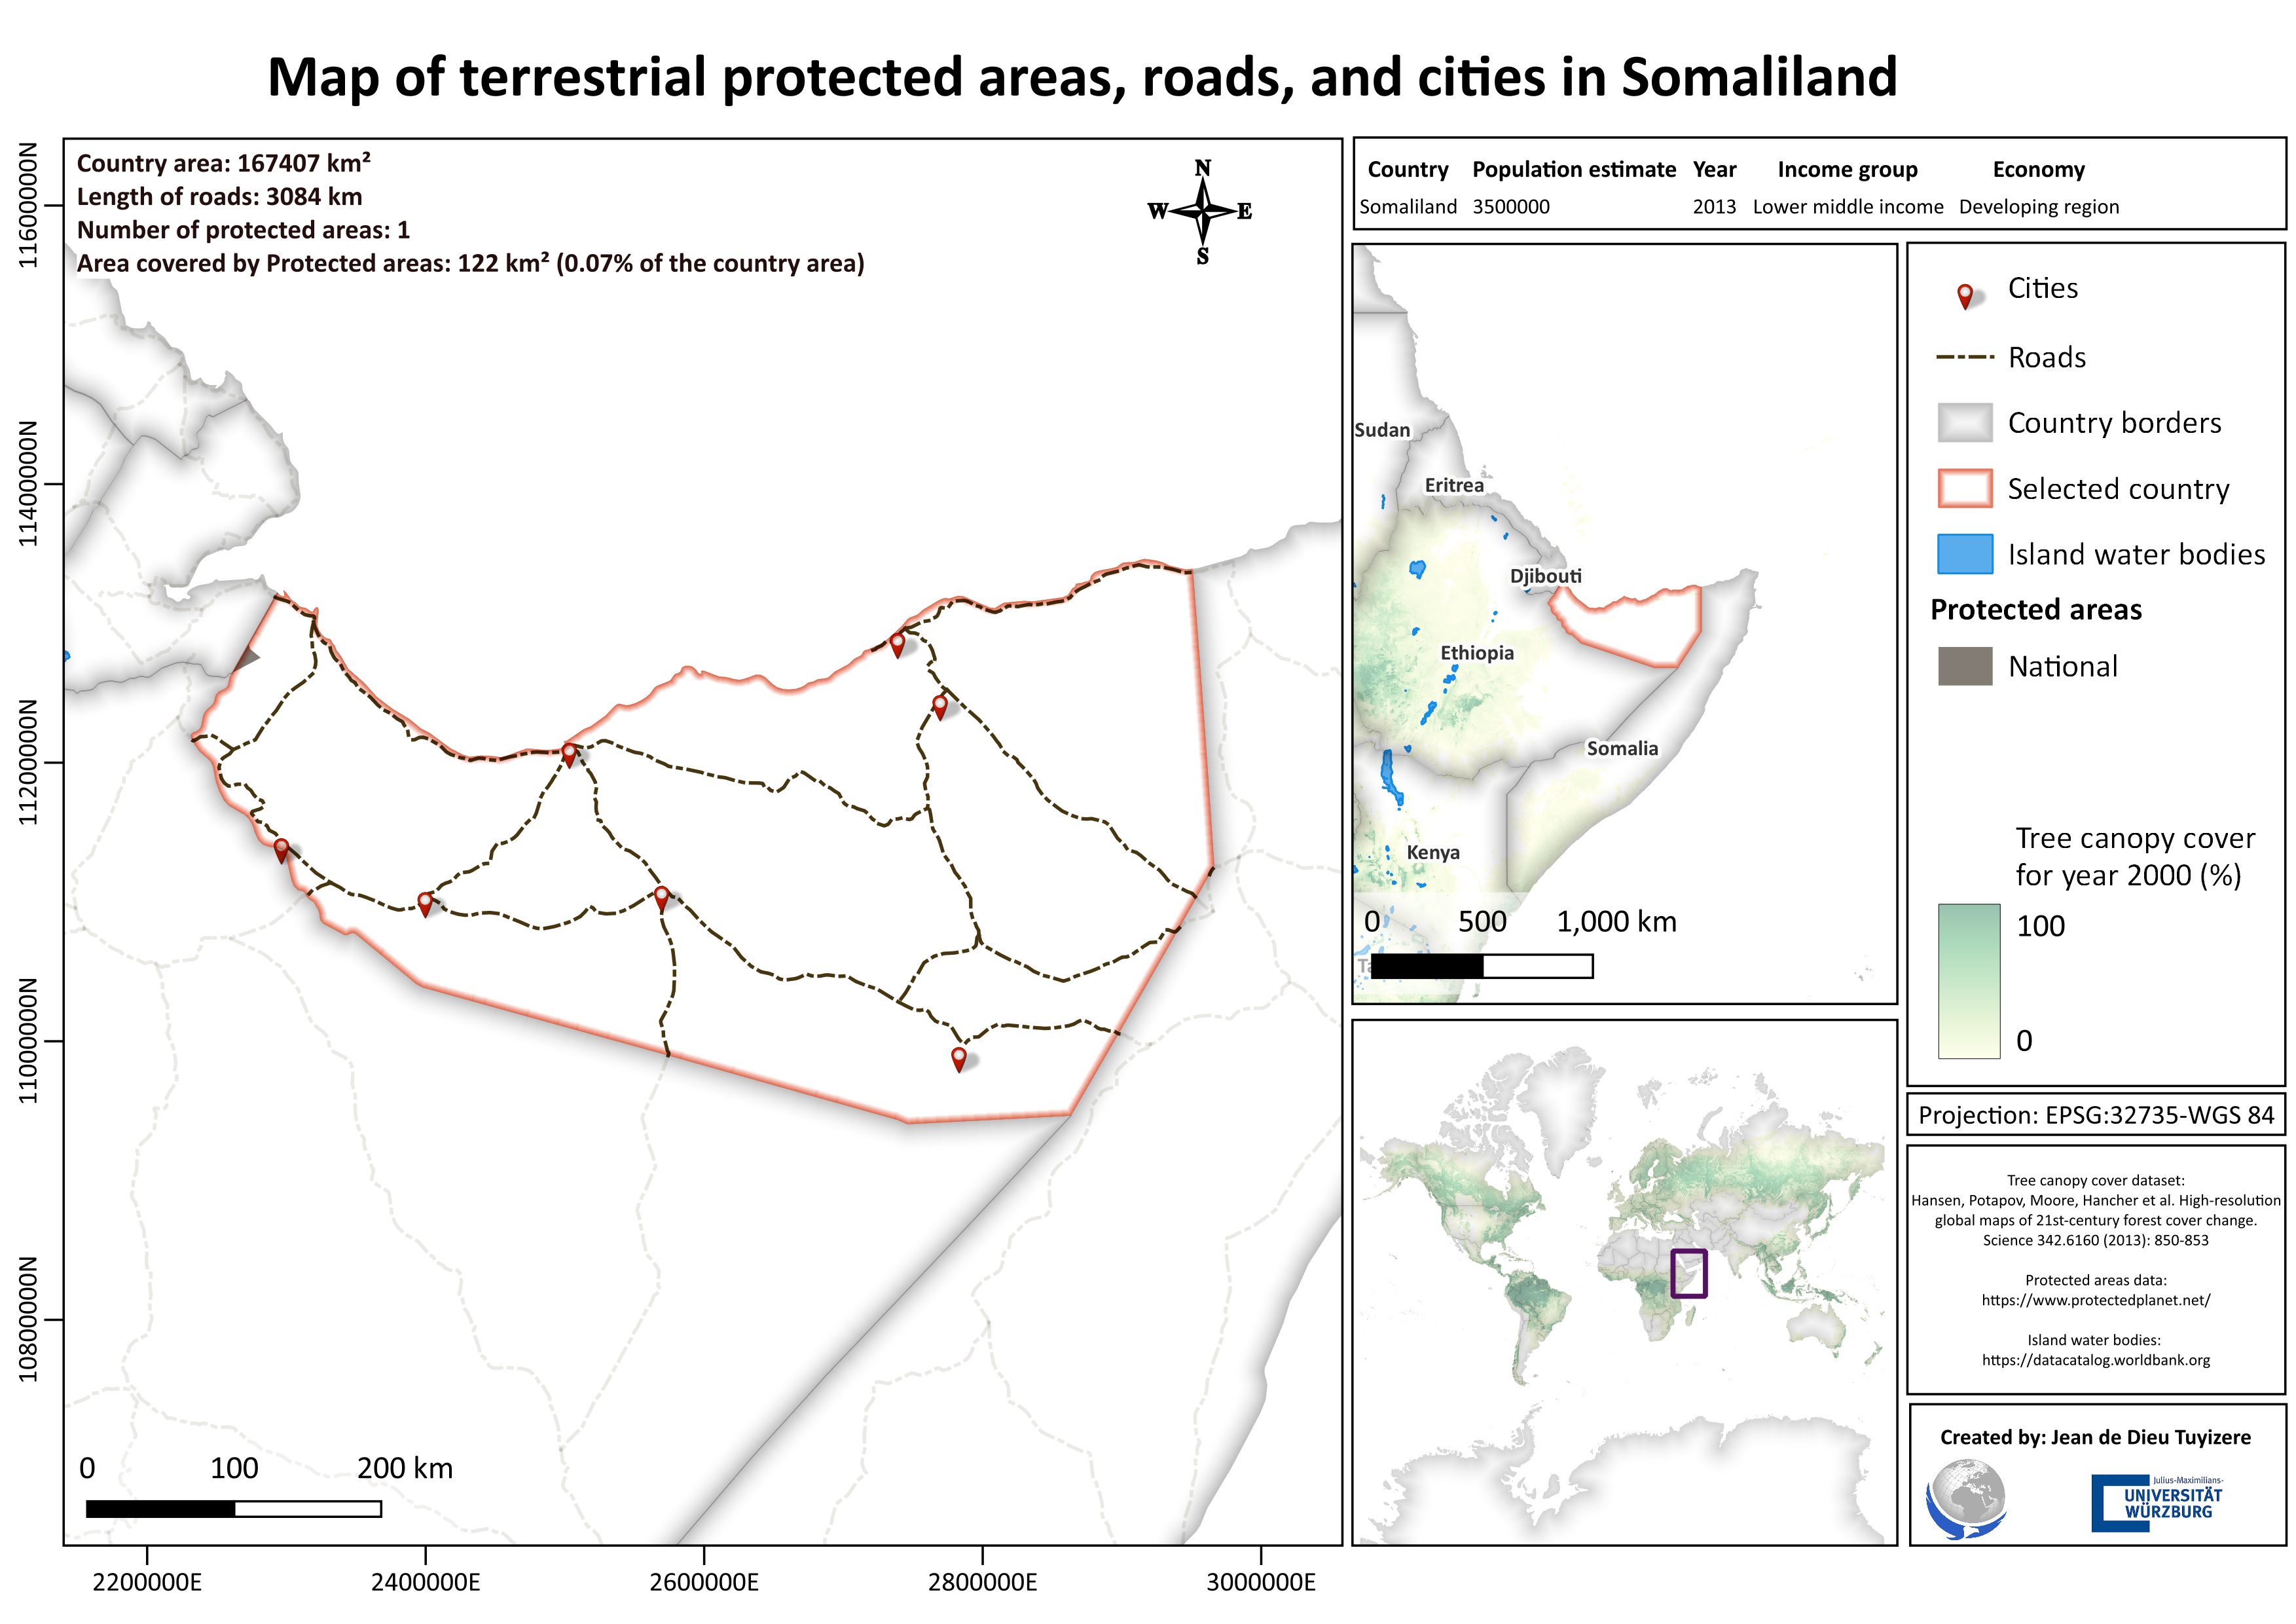 Map of terrestrial protected areas, roads, and cities in Somaliland
Country area: 167407 km²
Length of roads: 3084 km
Number of protected areas: 1
Area covered by Protected areas: 122 km² (0.07% of the country area)
N
W E
S
11600000N
11400000N
11200000N
11000000N
10800000N
0 100 200 km
2200000E 2400000E 2600000E 2800000E 3000000E
Country Population estimate Year Income group Economy
Somaliland 3500000 2013 Lower middle income Developing region
Sudan
Eritrea
Djibouti
Ethiopia
Somalia
Kenya
0 500 1,000 km
Cities
Roads
Country borders
Selected country
Island water bodies
Protected areas
National
Tree canopy cover
for year 2000 (%)
100
0
Projection: EPSG:32735-WGS 84
Tree canopy cover dataset:
Hansen, Potapov, Moore, Hancher et al. High-resolution
global maps of 21st-century forest cover change.
Science 342.6160 (2013): 850-853
Protected areas data:
https://www.protectedplanet.net/
Island water bodies:
https://datacatalog.worldbank.org
Created by: Jean de Dieu Tuyizere
Julius-Maximilians-
UNIVERSITÄT
WÜRZBURG